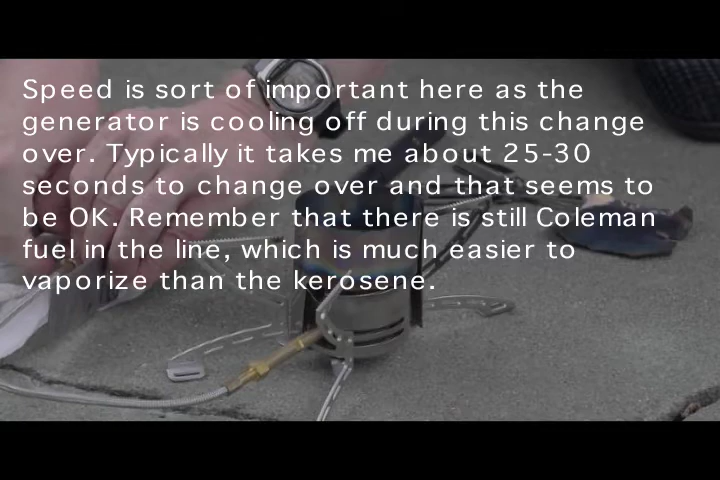 Speed is sort of important here as the
generator is cooling off during this change
over. Typically it takes me about 25-30
seconds to change over and that seems to
be OK. Remember that there is still Coleman
fuel in the line, which is much easier to
vaporize than the kerosene.